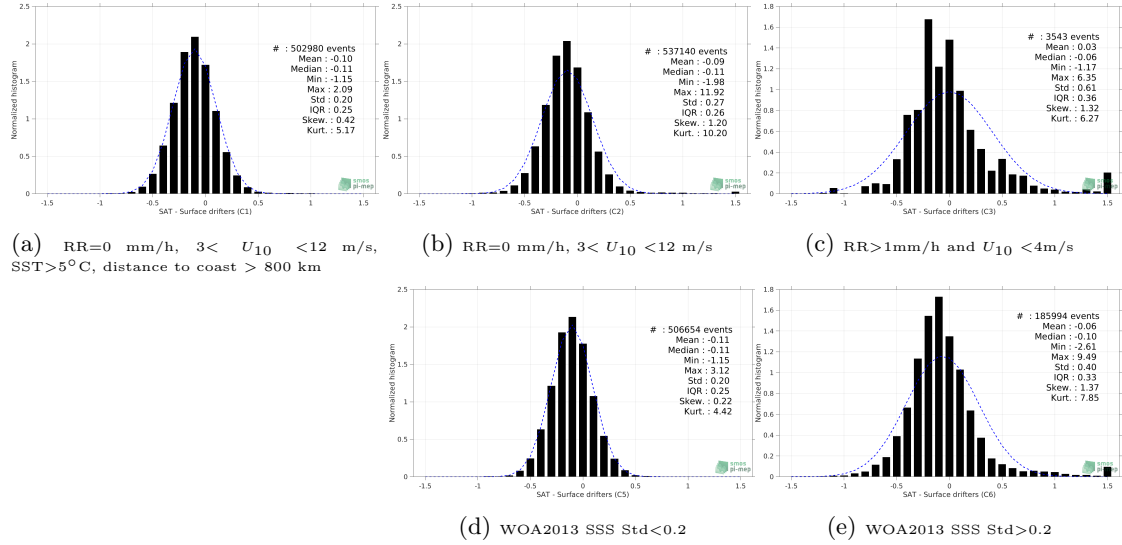 2.5
2
1.5
1
0.5
0
Normalized histogram
# : 502980 events
Mean : -0.10
Median : -0.11
Min : -1.15
Max : 2.09
Std : 0.20
IQR : 0.25
Skew. : 0.42
Kurt. : 5.17
smos
pi-mep
-1.5 -1 -0.5 0 0.5 1 1.5
SAT - Surface drifters (C1)
(a) RR=0 mm/h, 3< U10 <12 m/s,
SST>5°C, distance to coast > 800 km
2.5
2
1.5
1
0.5
0
Normalized histogram
# : 537140 events
Mean : -0.09
Median : -0.11
Min : -1.98
Max : 11.92
Std : 0.27
IQR : 0.26
Skew. : 1.20
Kurt. : 10.20
smos
pi-mep
-1.5 -1 -0.5 0 0.5 1 1.5
SAT - Surface drifters (C2)
(b) RR=0 mm/h, 3< U10 <12 m/s
1.8
1.6
1.4
1.2
1
0.8
0.6
0.4
0.2
0
Normalized histogram
# : 3543 events
Mean : 0.03
Median : -0.06
Min : -1.17
Max : 6.35
Std : 0.61
IQR : 0.36
Skew. : 1.32
Kurt. : 6.27
smos
pi-mep
-1.5 -1 -0.5 0 0.5 1 1.5
SAT - Surface drifters (C3)
(c) RR>1mm/h and U10 <4m/s
2.5
2
1.5
1
0.5
0
Normalized histogram
# : 506654 events
Mean : -0.11
Median : -0.11
Min : -1.15
Max : 3.12
Std : 0.20
IQR : 0.25
Skew. : 0.22
Kurt. : 4.42
smos
pi-mep
-1.5 -1 -0.5 0 0.5 1 1.5
SAT - Surface drifters (C5)
(d) WOA2013 SSS Std<0.2
1.8
1.6
1.4
1.2
1
0.8
0.6
0.4
0.2
0
Normalized histogram
# : 185994 events
Mean : -0.06
Median : -0.10
Min : -2.61
Max : 9.49
Std : 0.40
IQR : 0.33
Skew. : 1.37
Kurt. : 7.85
smos
pi-mep
-1.5 -1 -0.5 0 0.5 1 1.5
SAT - Surface drifters (C6)
(e) WOA2013 SSS Std>0.2